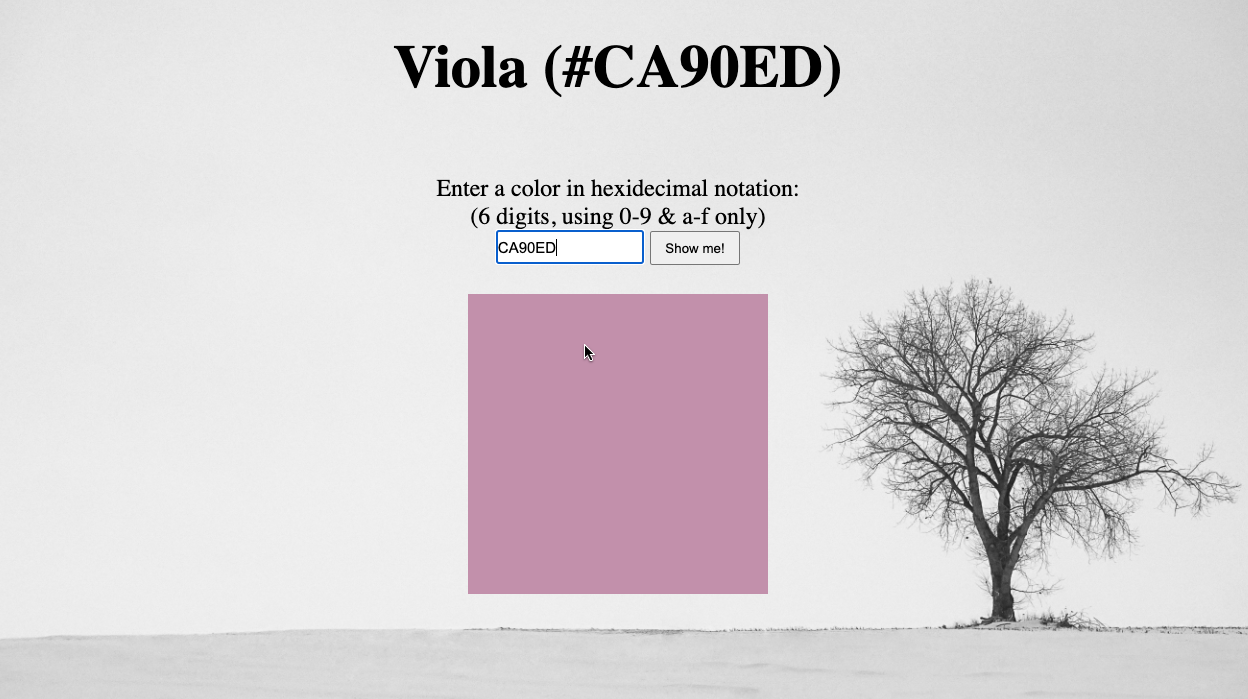 Viola (#CA90ED)
Enter a color in hexidecimal notation:
(6 digits, using 0-9 & a-f only)
CA90ED
Show me!